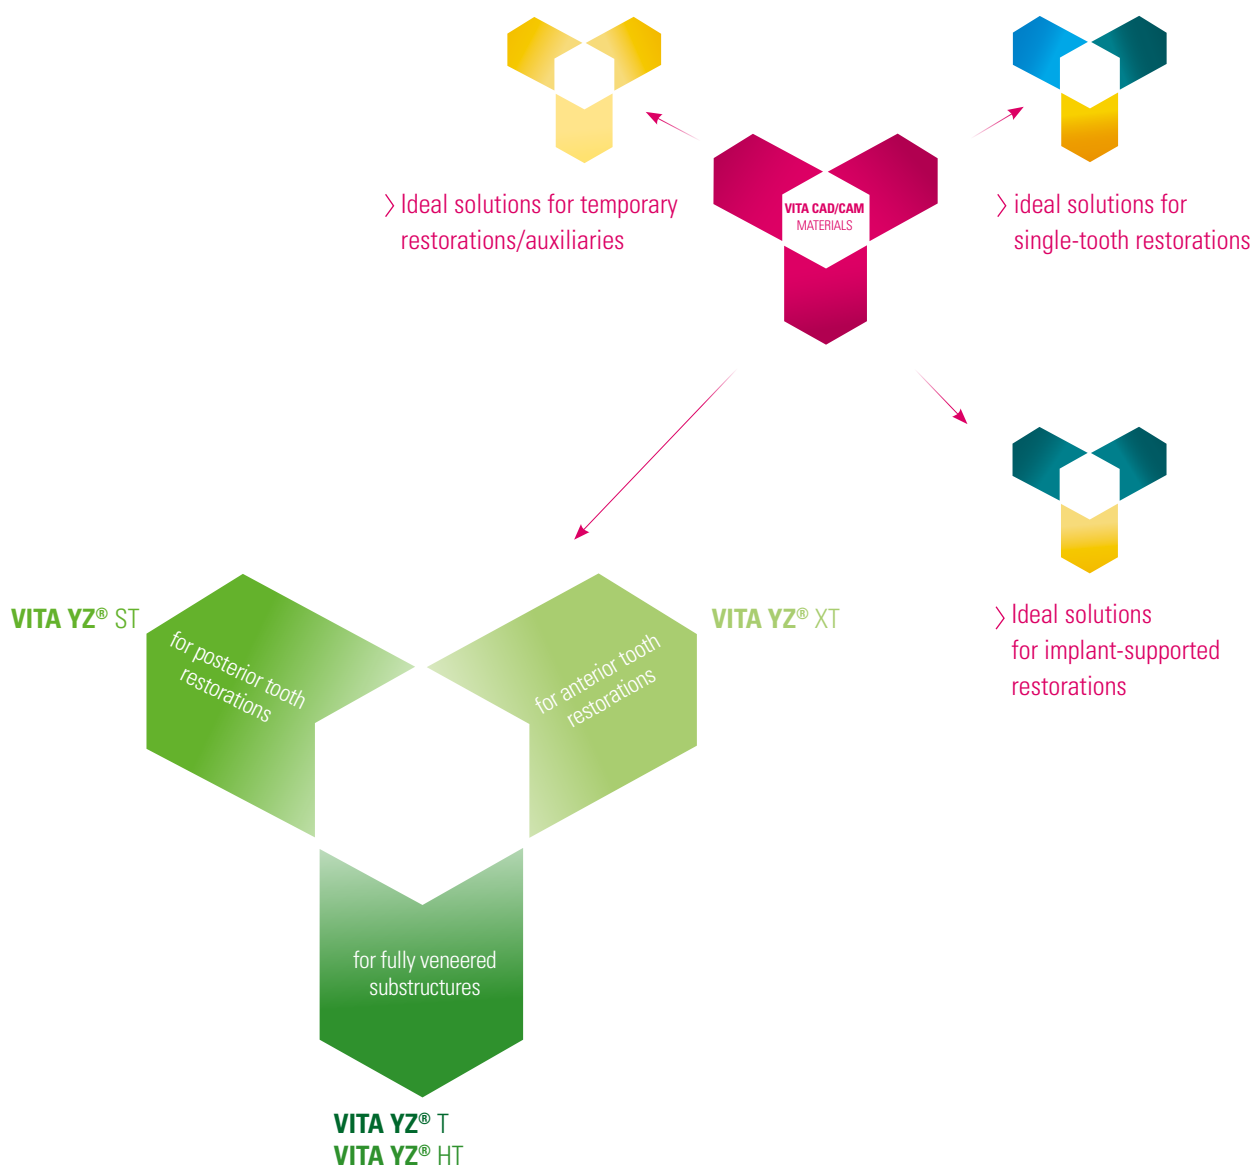 VITA CAD/CAM
MATERIALS
〉Ideal solutions for temporary
restorations/auxiliaries
〉ideal solutions for
single-tooth restorations
〉Ideal solutions
for implant-supported
restorations
VITA YZ® ST
for posterior tooth
restorations
VITA YZ® XT
for anterior tooth
restorations
for fully veneered
substructures
VITA YZ® T
VITA YZ® HT